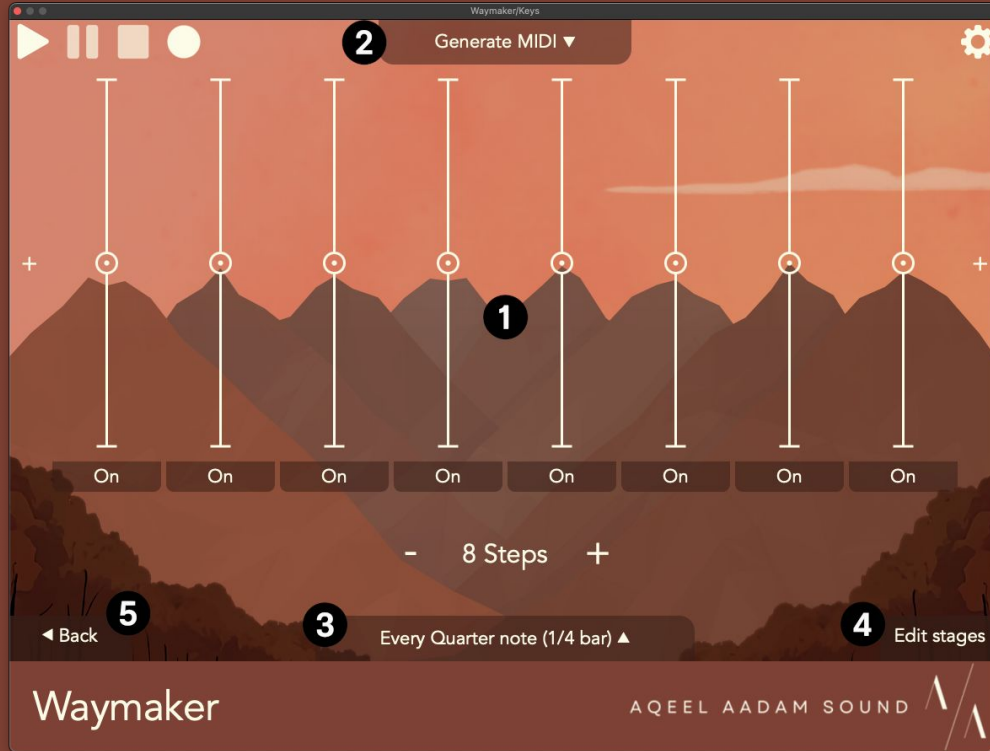 Waymaker/Keys
2
Generate MIDI ▼
+
+
1
On On On On On On On On
- 8 Steps +
5
◀ Back
3
Every Quarter note (1/4 bar) ▲
4
Edit stages
Waymaker
AQEEL AADAM SOUND